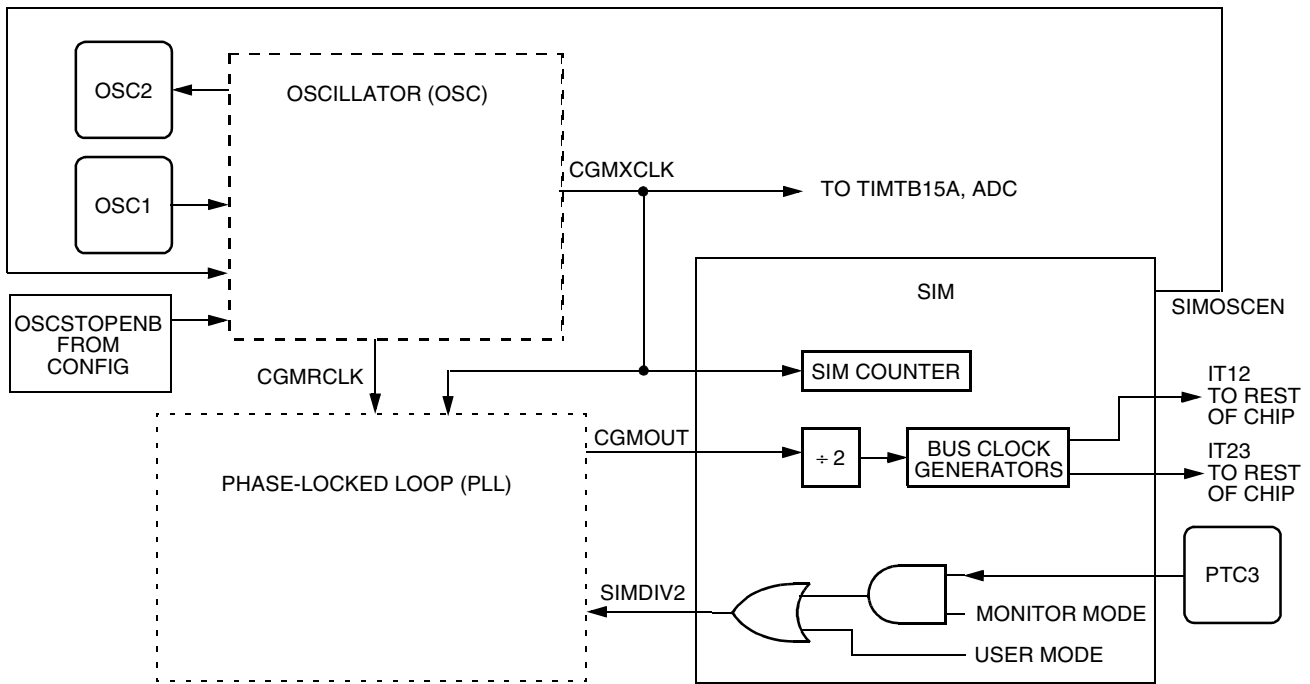 OSC2
OSCILLATOR (OSC)
CGMXCLK
OSC1
TO TIMTB15A, ADC
SIM
OSCSTOPENB
FROM
CONFIG
SIMOSCEN
CGMRCLK
SIM COUNTER
IT12
TO REST
OF CHIP
CGMOUT
÷ 2
BUS CLOCK
GENERATORS
IT23
TO REST
OF CHIP
PHASE-LOCKED LOOP (PLL)
PTC3
SIMDIV2
MONITOR MODE
USER MODE